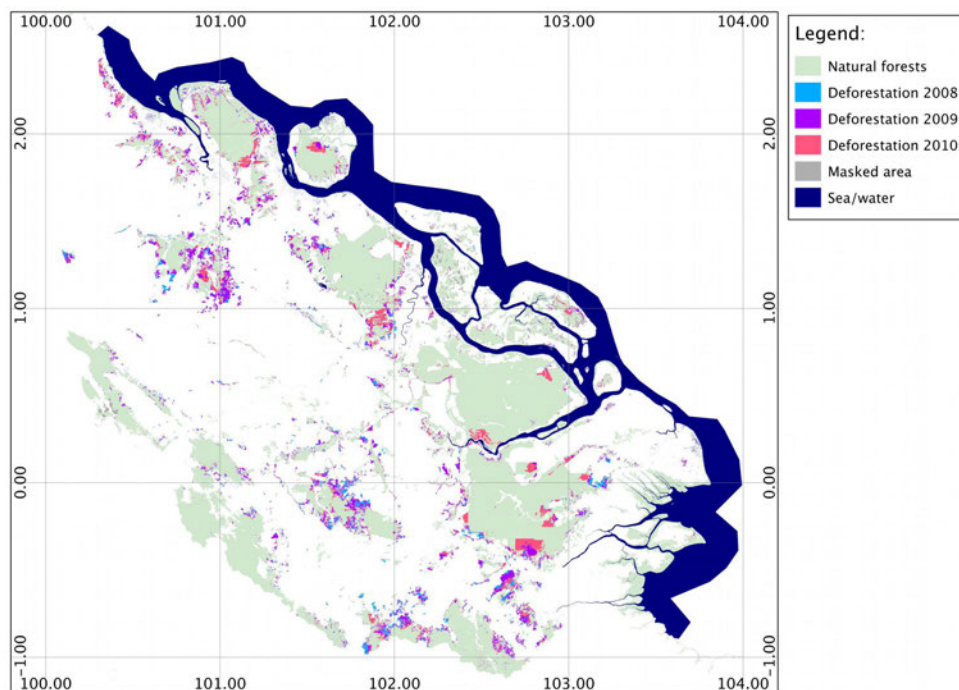 100.00 101.00 102.00 103.00 104.00
Legend:
Natural forests
Deforestation 2008
Deforestation 2009
Deforestation 2010
Masked area
Sea/water
2.00 2.00
1.00 1.00
0.00 0.00
-1.00 -1.00
100.00 101.00 102.00 103.00 104.00